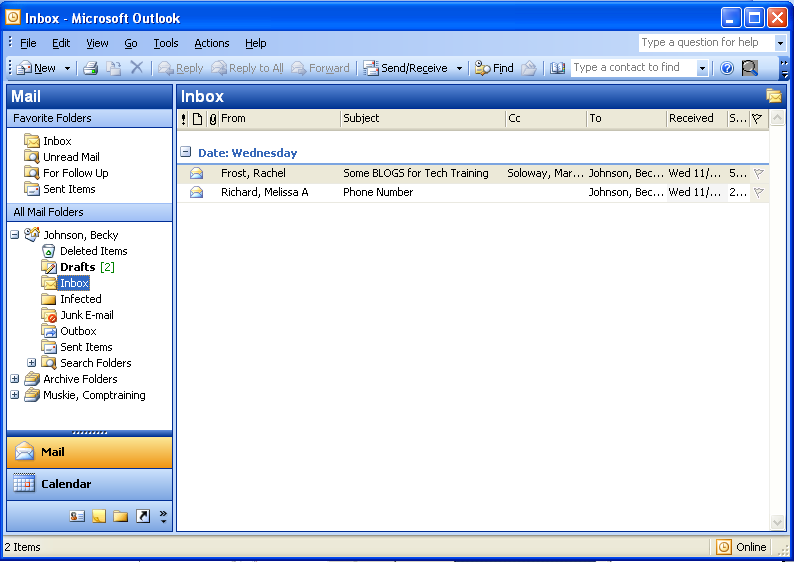 Inbox - Microsoft Outlook
File Edit View Go Tools Actions Help Type a question for help
New Reply Reply to All Forward Send/Receive Find Type a contact to find
Mail
Favorite Folders
Inbox
Unread Mail
For Follow Up
Sent Items
All Mail Folders
Johnson, Becky
Deleted Items
Drafts [2]
Inbox
Infected
Junk E-mail
Outbox
Sent Items
Search Folders
Archive Folders
Muskie, Comptraining
Mail
Calendar
Inbox
! From Subject Cc To Received S...
Date: Wednesday
Frost, Rachel Some BLOGS for Tech Training Soloway, Mar... Johnson, Bec... Wed 11/... 5...
Richard, Melissa A Phone Number Johnson, Bec... Wed 11/... 2...
2 Items Online